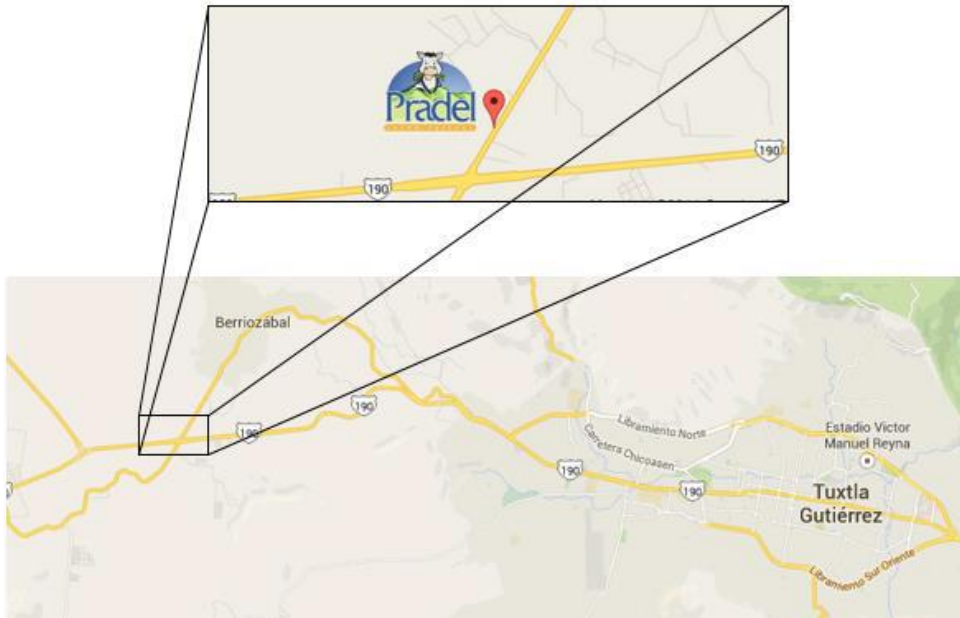 Pradel
190
190
Berriozábal
190
190
Libramiento Norte
Carretera Chicoasen
Estadio Victor
Manuel Reyna
190
190
Tuxtla
Gutiérrez
Libramiento Sur Oriente